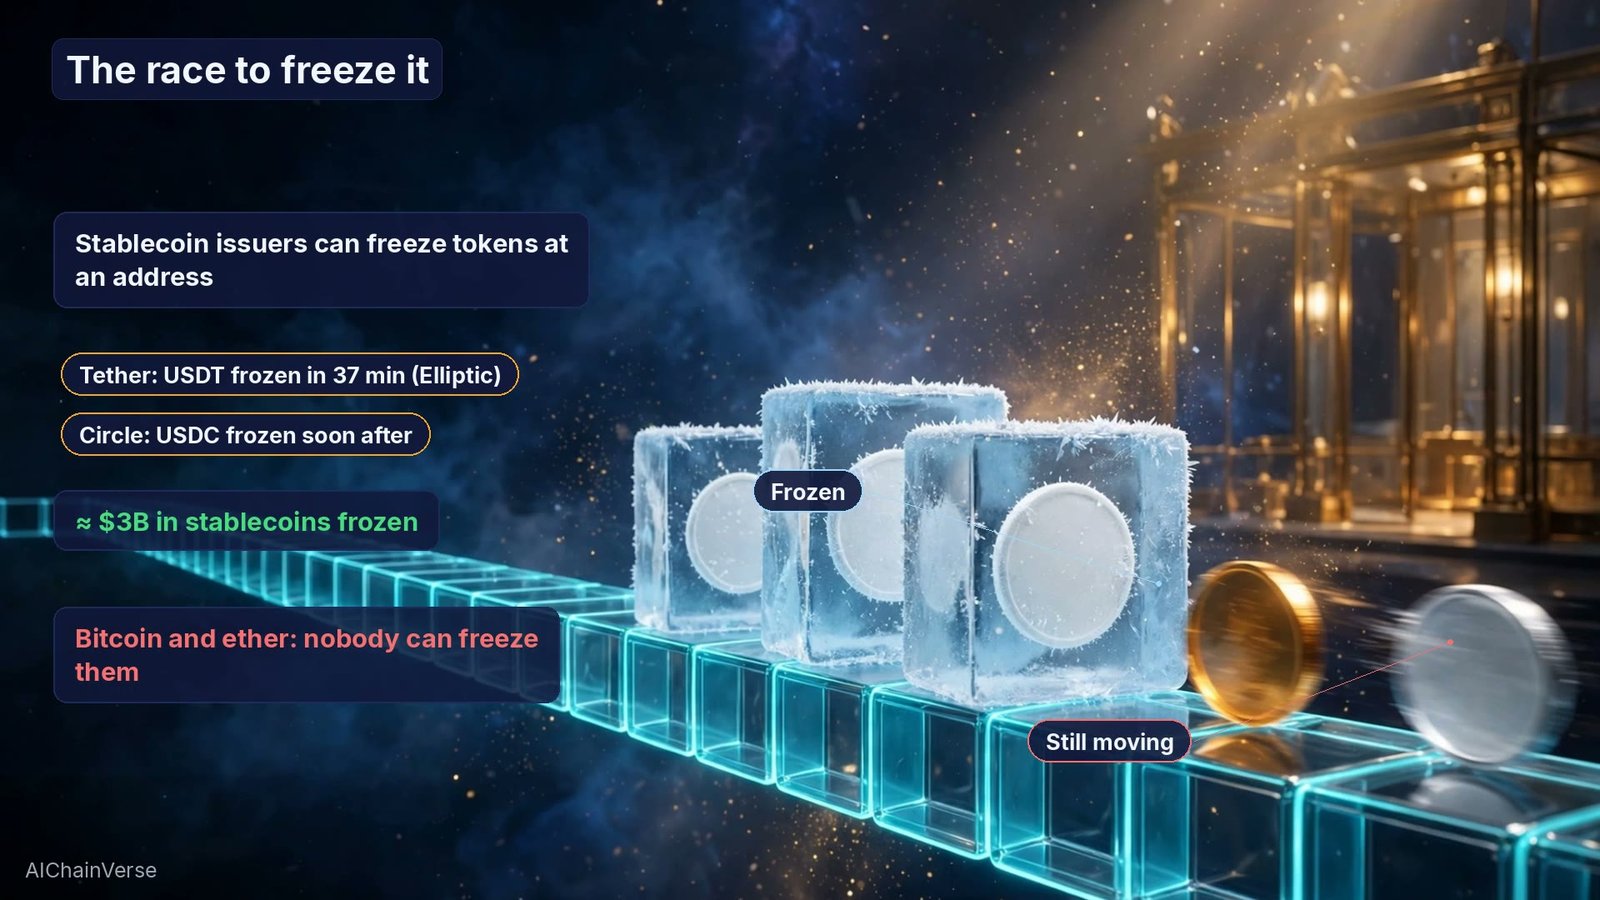 The race to freeze it
Stablecoin issuers can freeze tokens at
an address
Tether: USDT frozen in 37 min (Elliptic)
Circle: USDC frozen soon after
Frozen
≈ $3B in stablecoins frozen
Bitcoin and ether: nobody can freeze
them
Still moving
AIChainVerse